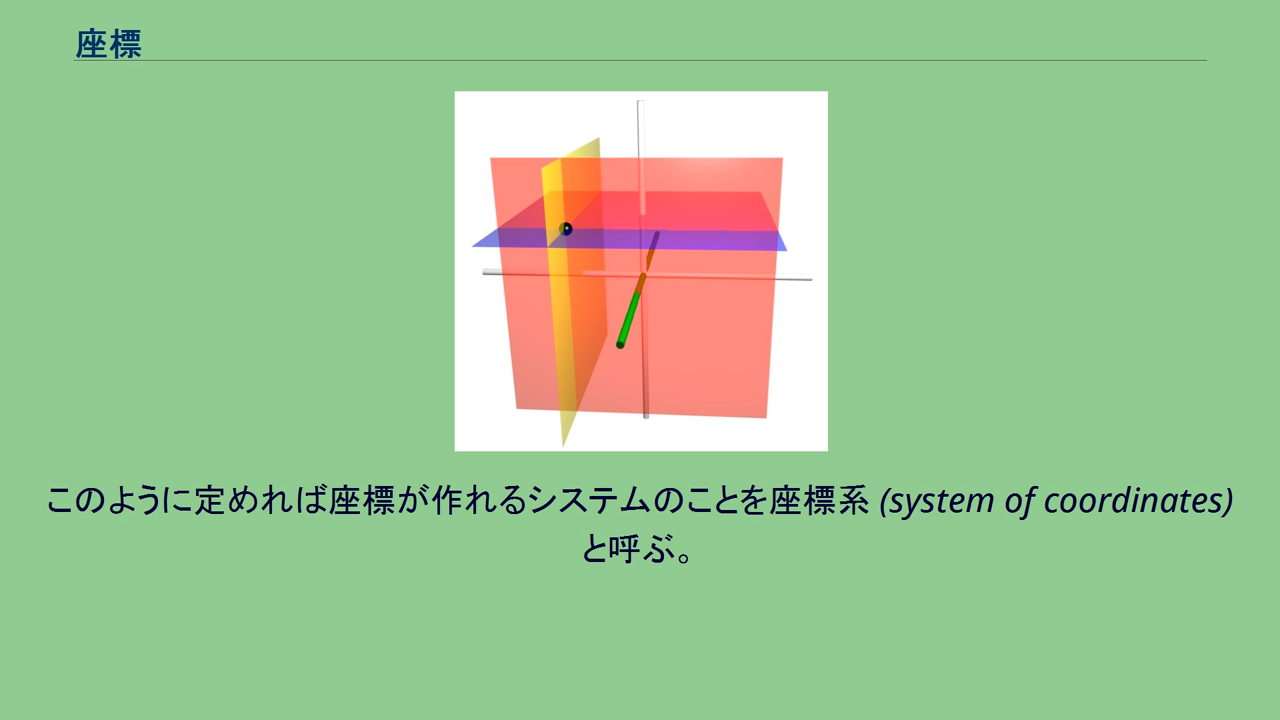 座標
このように定めれば座標が作れるシステムのことを座標系 (system of coordinates)
と呼ぶ。